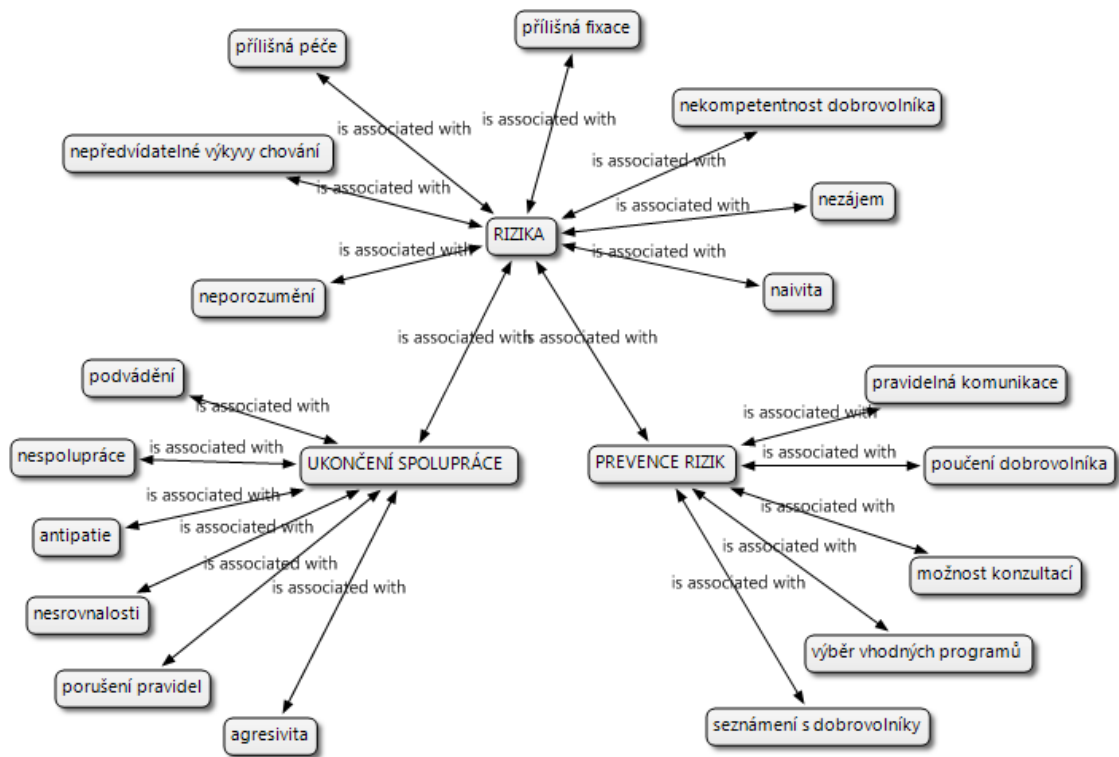 přílišná fixace
přílišná péče
nekompetentnost dobrovolníka
is associated with
is associated with
is associated with
nepředvídatelné výkyvy chování
is associated with
nezájem
is associated with
RIZIKA
is associated with
is associated with
neporozumění
naivita
is associated with
is associated with
podvádění
pravidelná komunikace
is associated with
is associated with
nespolupráce
is associated with
UKONČENÍ SPOLUPRÁCE
PREVENCE RIZIK
is associated with
poučení dobrovolníka
is associated with
is associated with
antipatie
is associated with
is associated with
možnost konzultací
is associated with
is associated with
is associated with
nesrovnalosti
výběr vhodných programů
porušení pravidel
seznámení s dobrovolníky
agresivita